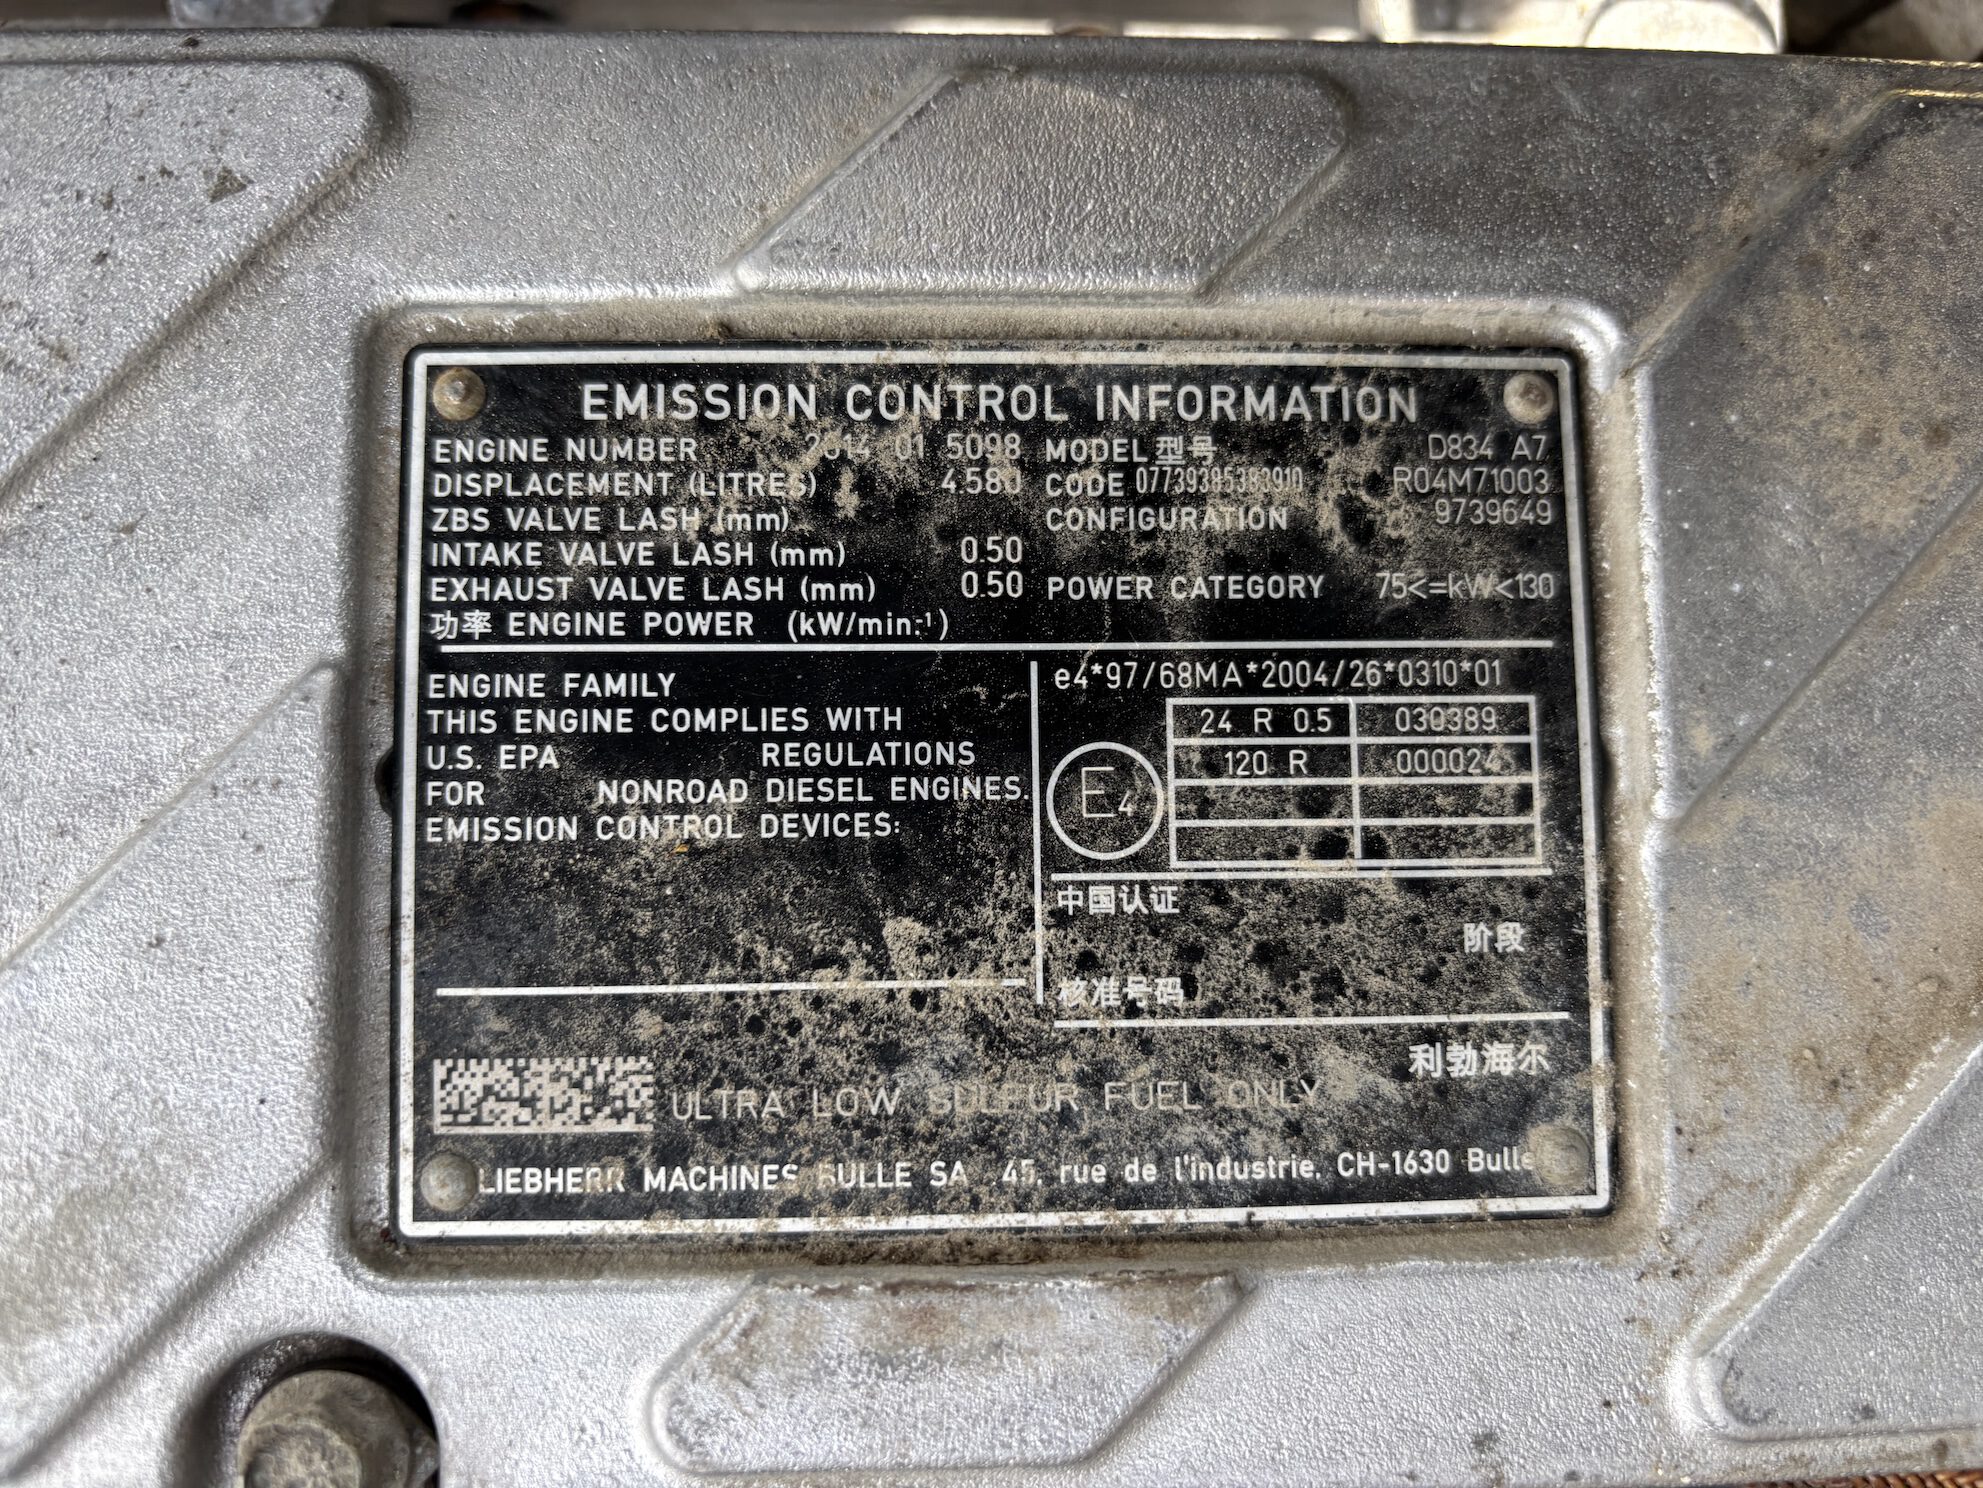 EMISSION CONTROL INFORMATION
ENGINE NUMBER 2014 01 5098 MODEL 型号 D834 A7
DISPLACEMENT (LITRES) 4.580 CODE R04M71003
ZBS VALVE LASH (mm) CONFIGURATION 9739649
INTAKE VALVE LASH (mm) 0.50
EXHAUST VALVE LASH (mm) 0.50 POWER CATEGORY 75<=kW<130
功率 ENGINE POWER (kW/min.-¹)
ENGINE FAMILY
THIS ENGINE COMPLIES WITH
U.S. EPA REGULATIONS
FOR NONROAD DIESEL ENGINES.
EMISSION CONTROL DEVICES:
e4*97/68MA*2004/26*0310*01
24 R 0.5 030389
120 R 000024
E4
中国认证
阶段
核准号码
利勃海尔
ULTRA LOW SULFUR FUEL ONLY
LIEBHERR MACHINES BULLE SA 45, rue de l'industrie, CH-1630 Bulle